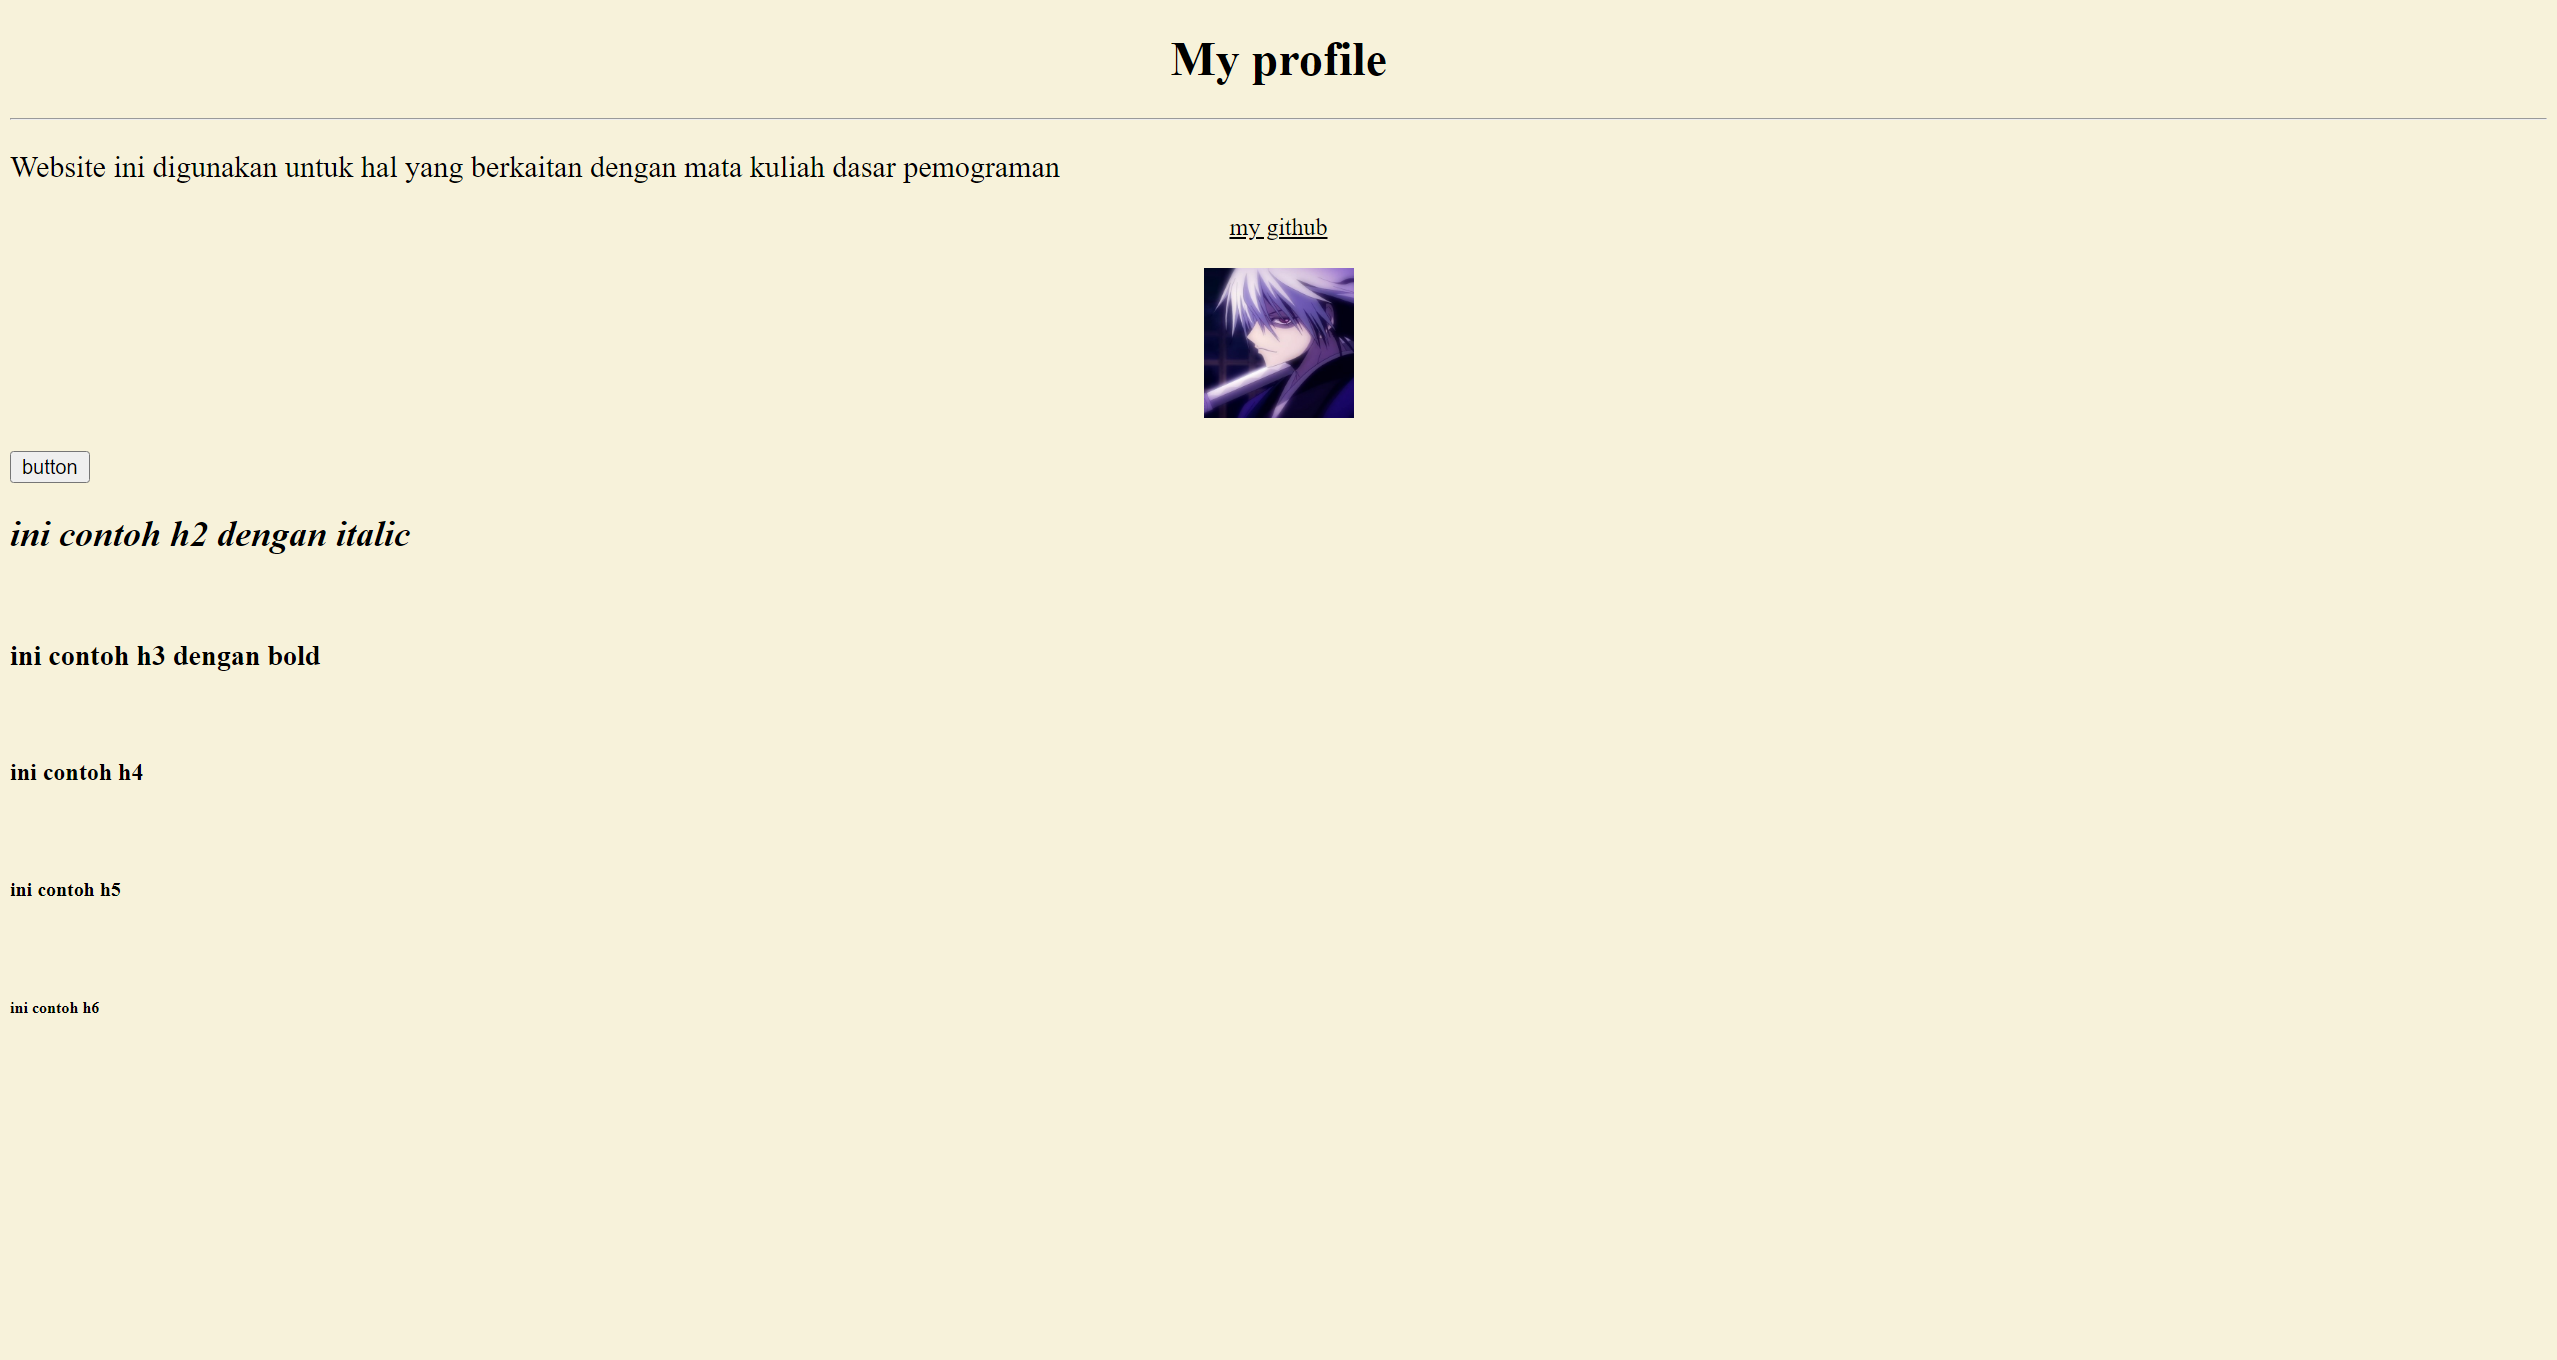 My profile
Website ini digunakan untuk hal yang berkaitan dengan mata kuliah dasar pemograman
my github
button
ini contoh h2 dengan italic
ini contoh h3 dengan bold
ini contoh h4
ini contoh h5
ini contoh h6